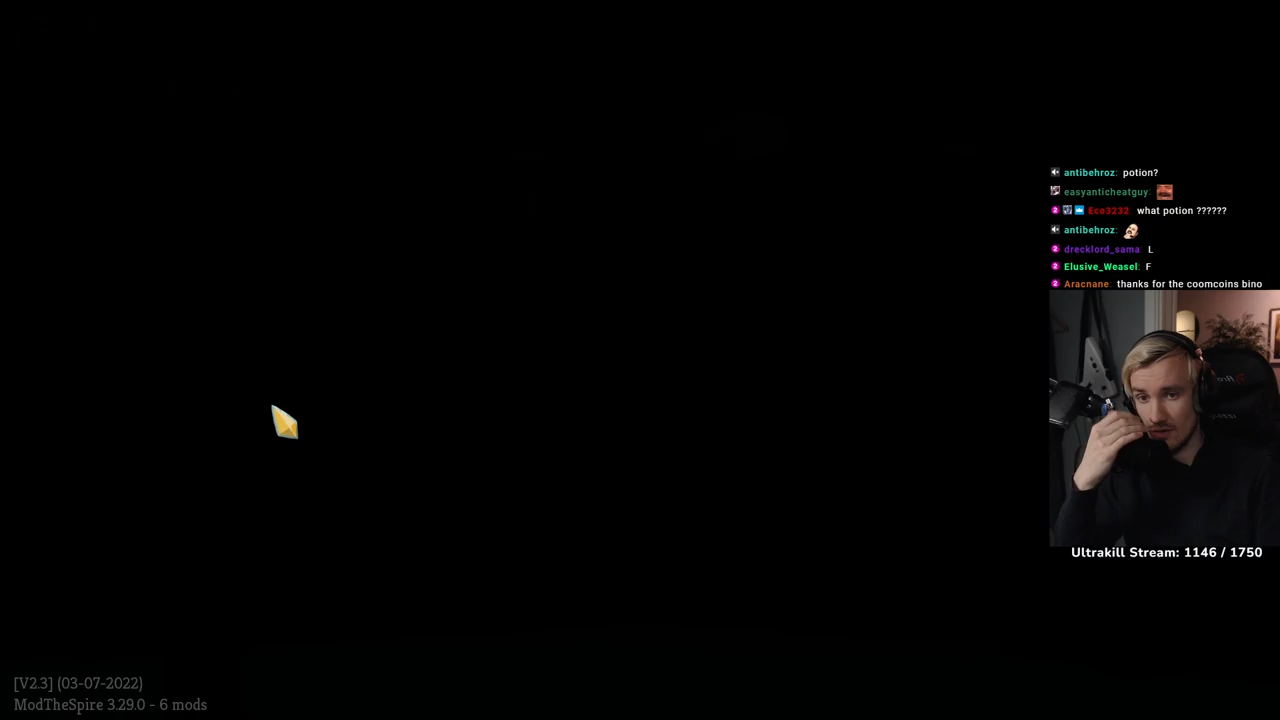 antibehroz: potion?
easyanticheatguy:
Eco3232 what potion ??????
antibehroz:
drecklord_sama: L
Elusive_Weasel: F
Aracnane: thanks for the coomcoins bino
Ultrakill Stream: 1146 / 1750
[V2.3] (03-07-2022)
ModTheSpire 3.29.0 - 6 mods